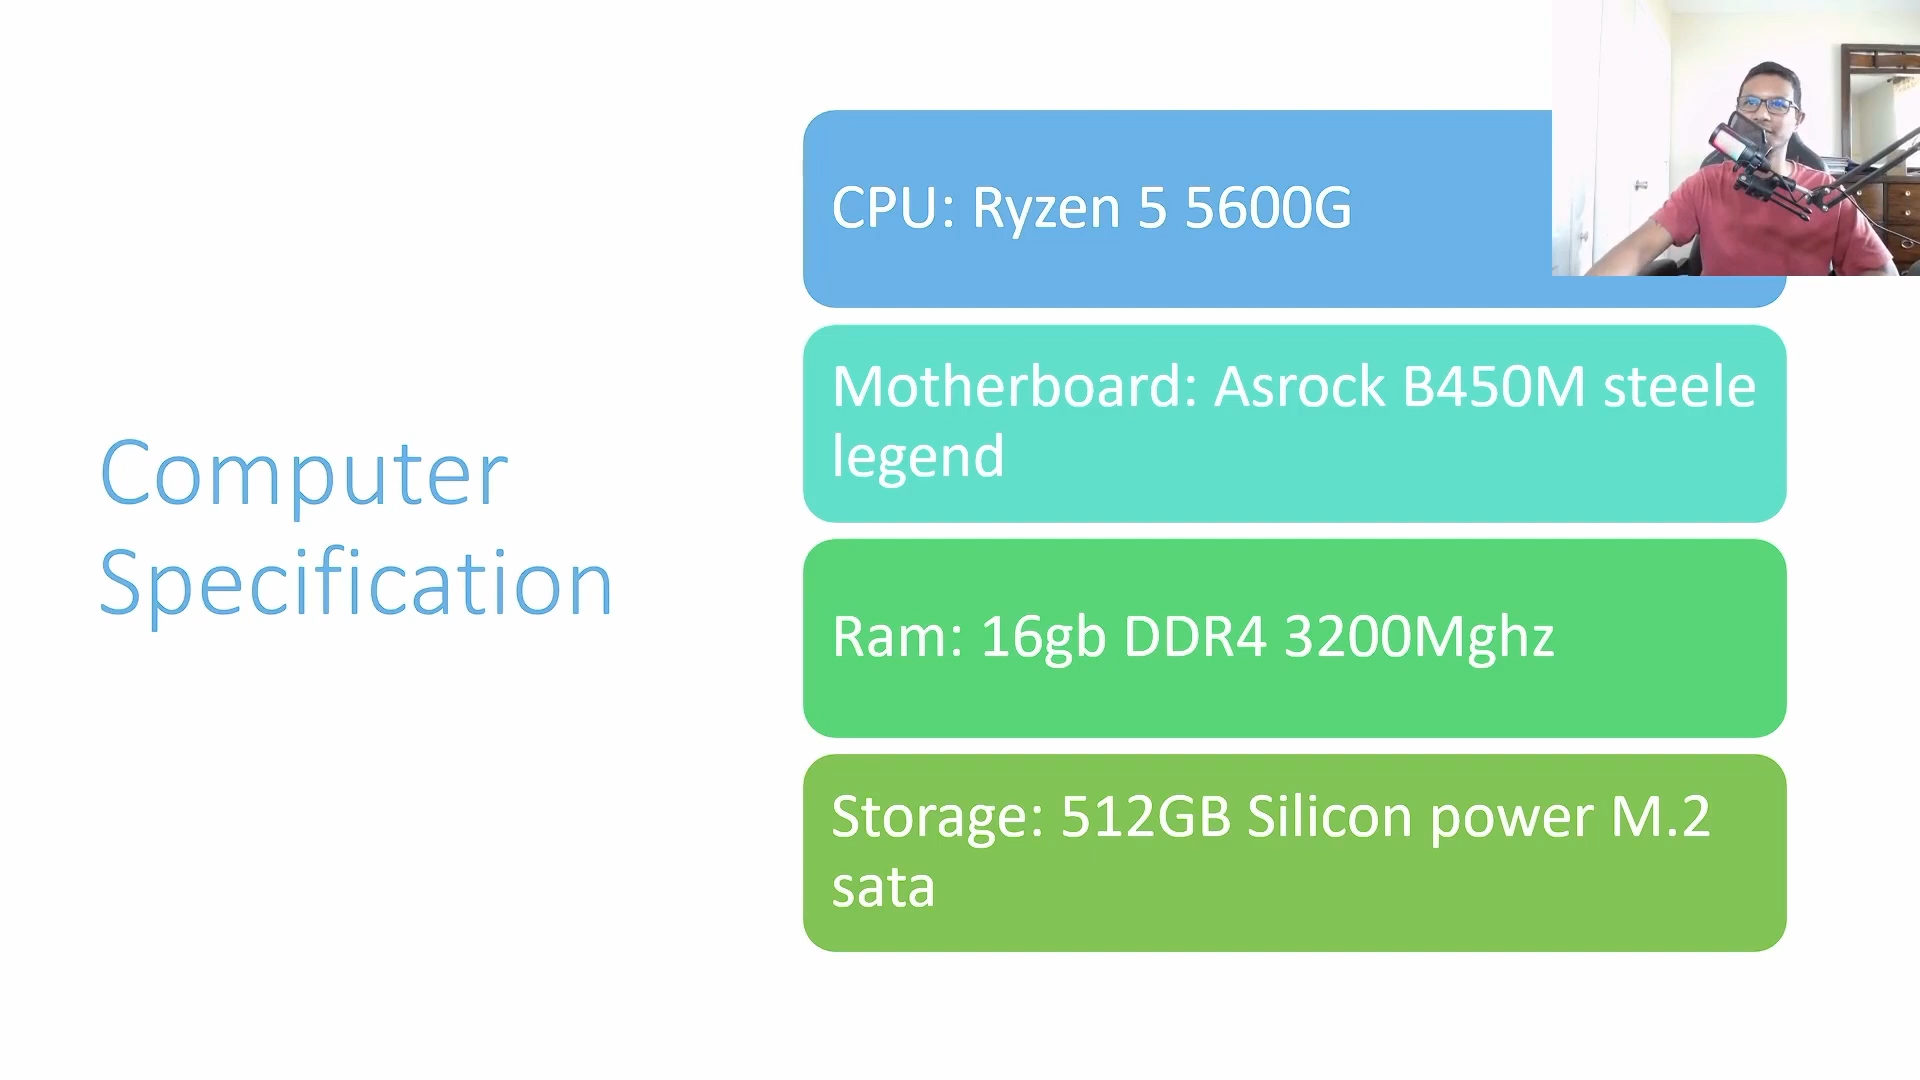 Computer
Specification
CPU: Ryzen 5 5600G
Motherboard: Asrock B450M steele
legend
Ram: 16gb DDR4 3200Mghz
Storage: 512GB Silicon power M.2
sata